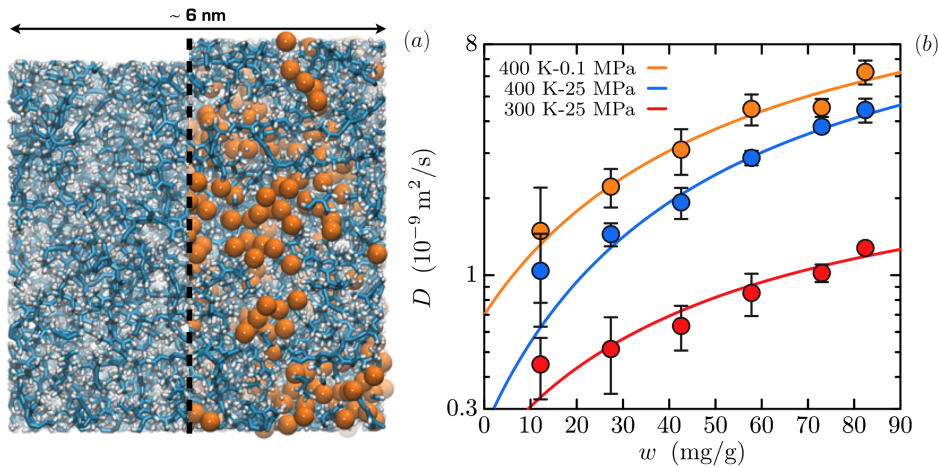 ~ 6 nm
(a)
(b)
8
1
0.3
D (10⁻⁹ m²/s)
400 K-0.1 MPa
400 K-25 MPa
300 K-25 MPa
0 10 20 30 40 50 60 70 80 90
w (mg/g)